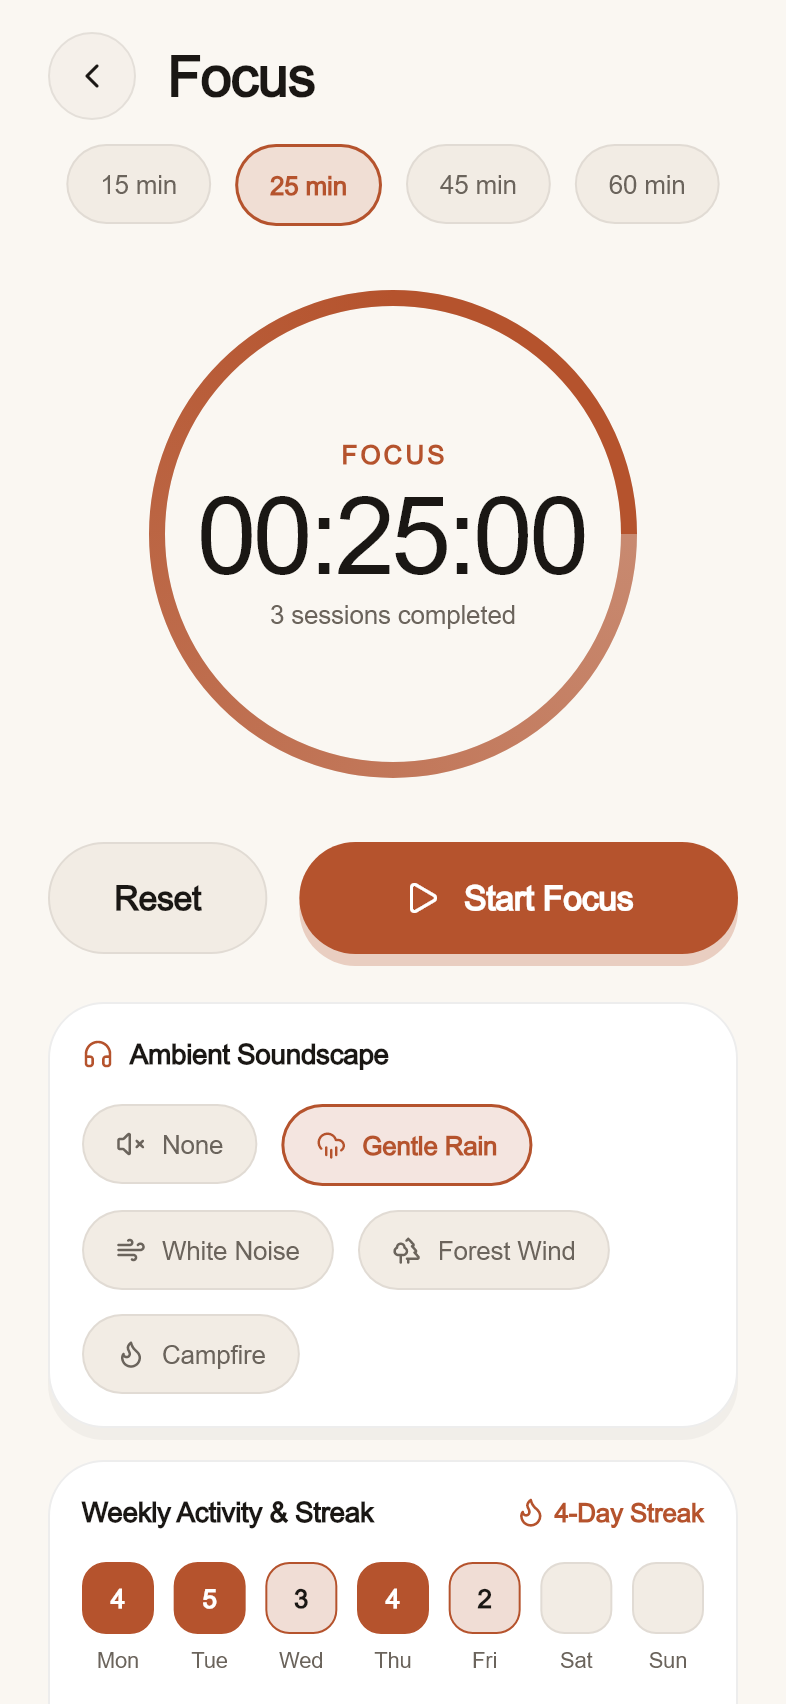 Focus
15 min 25 min 45 min 60 min
FOCUS
00:25:00
3 sessions completed
Reset Start Focus
Ambient Soundscape
None Gentle Rain
White Noise Forest Wind
Campfire
Weekly Activity & Streak 4-Day Streak
4 5 3 4 2
Mon Tue Wed Thu Fri Sat Sun